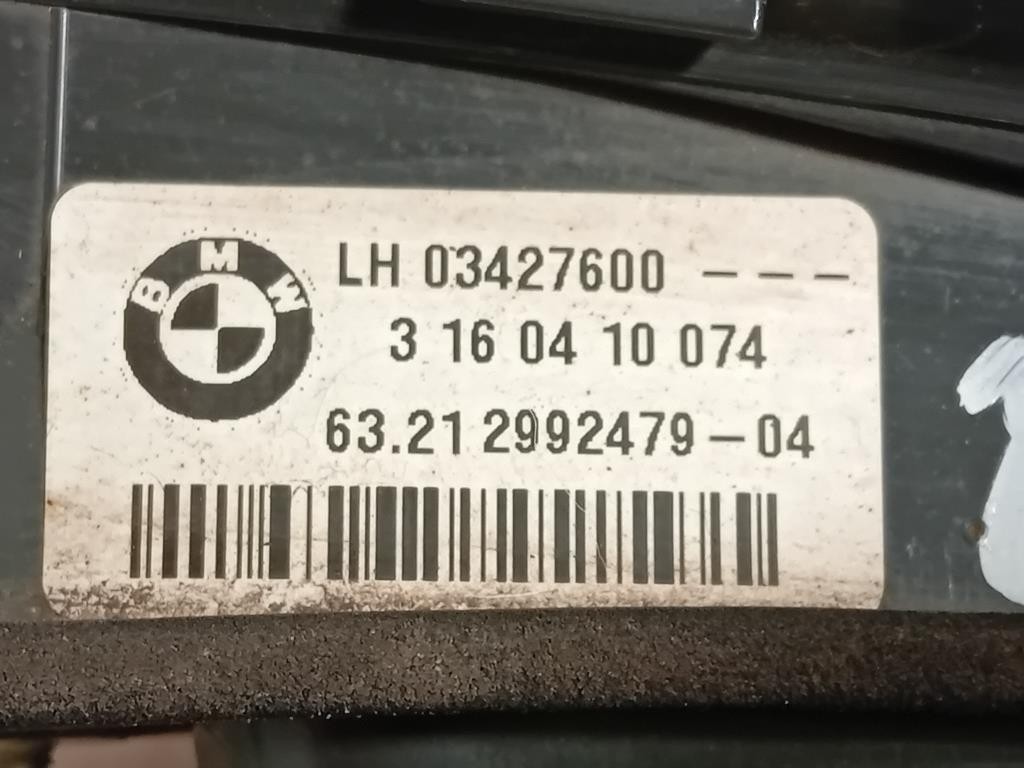 BMW
LH 03427600 ---
3 16 04 10 074
63.21 2992479-04